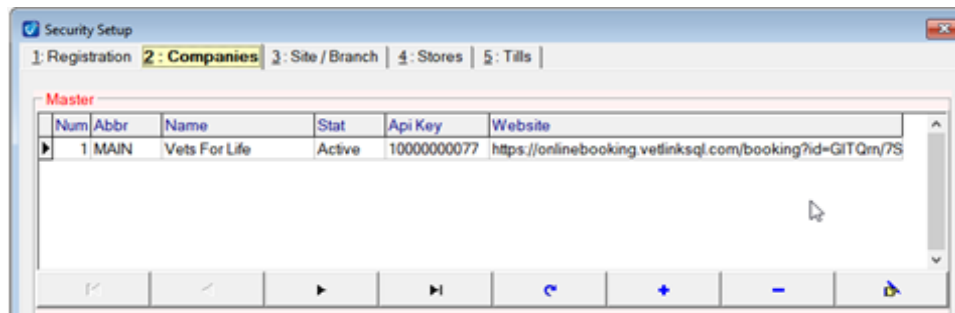 Security Setup
1: Registration 2 : Companies 3 : Site / Branch 4 : Stores 5 : Tills
Master
Num Abbr Name Stat Api Key Website
1 MAIN Vets For Life Active 10000000077 https://onlinebooking.vetlinksql.com/booking?id=GITQrn/7S